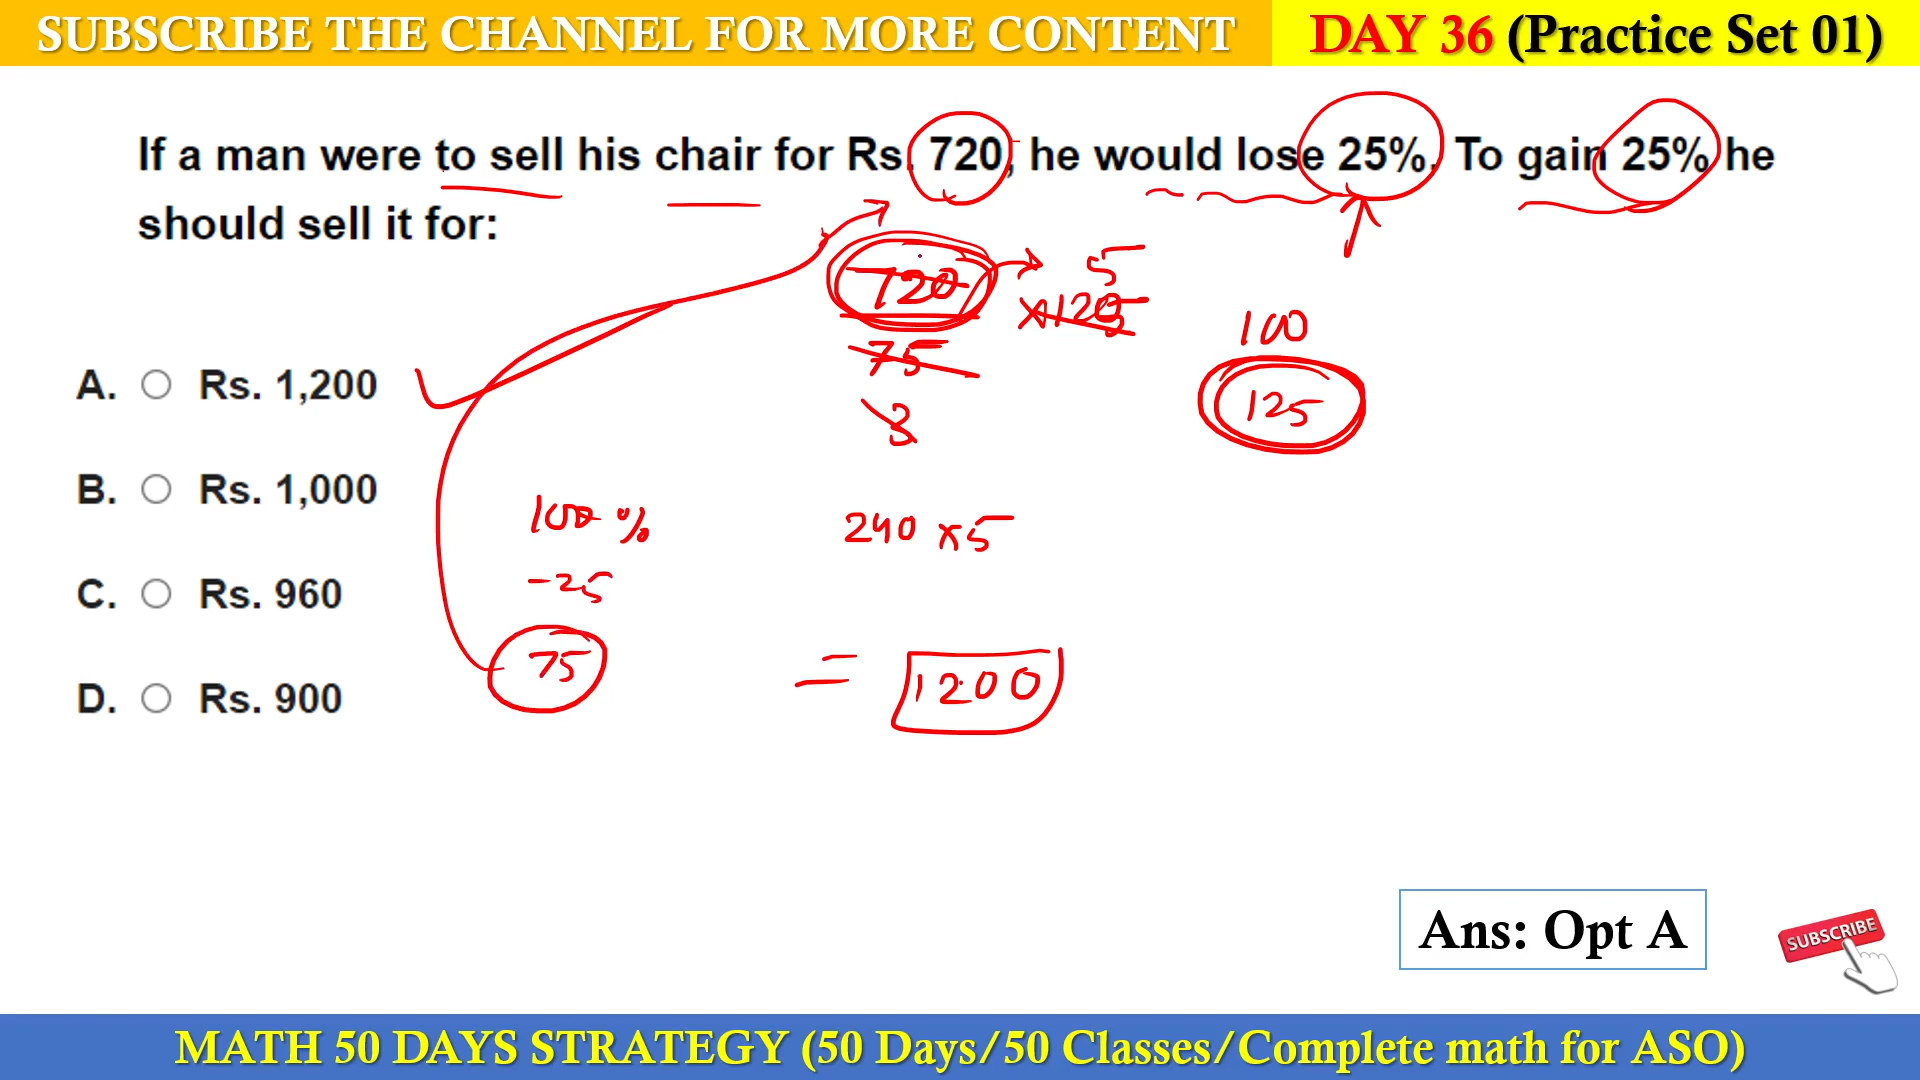 SUBSCRIBE THE CHANNEL FOR MORE CONTENT
DAY 36 (Practice Set 01)
If a man were to sell his chair for Rs. 720, he would lose 25%. To gain 25% he
should sell it for:
A. Rs. 1,200
B. Rs. 1,000
C. Rs. 960
D. Rs. 900
720
75
3
5
×125
100
125
100 %
-25
75
240 ×5
= 1200
Ans: Opt A
SUBSCRIBE
MATH 50 DAYS STRATEGY (50 Days/50 Classes/Complete math for ASO)